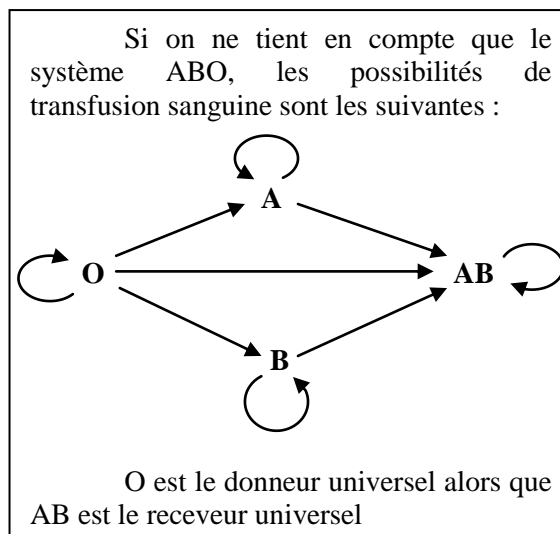 Si on ne tient en compte que le
système ABO, les possibilités de
transfusion sanguine sont les suivantes :
A
O
AB
B
O est le donneur universel alors que
AB est le receveur universel